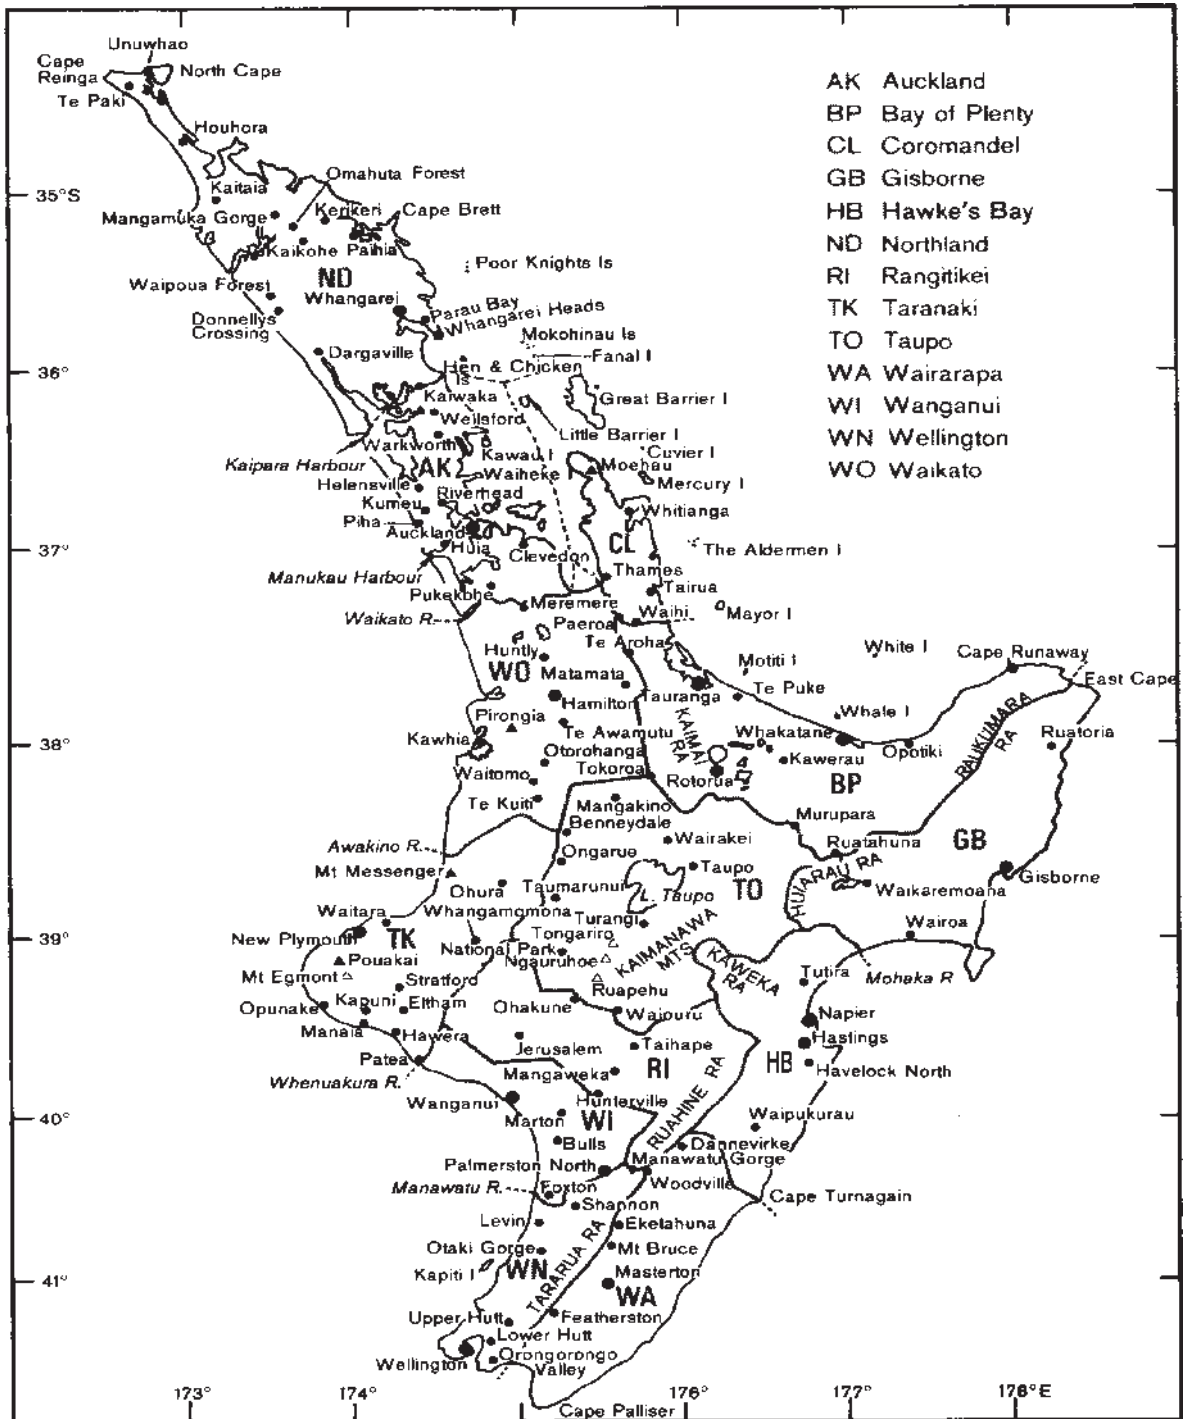 Unuwhao
Cape
Reinga
North Cape
Te Paki
Houhora
Omahuta Forest
35°S
Kaitaia
Mangamuka Gorge
Kerikeri
Cape Brett
Kaikohe
Paihia
Poor Knights Is
ND
Waipoua Forest
Whangarei
Parau Bay
Whangarei Heads
Donnellys
Crossing
Mokohinau Is
Dargaville
Fanal I
36°
Hen & Chicken
Is
Kaiwaka
Great Barrier I
Wellsford
Little Barrier I
Warkworth
Kawau I
Cuvier I
Kaipara Harbour
AK
Waiheke I
Moehau
Helensville
Mercury I
Riverhead
Kumeu
Whitianga
Piha
Auckland
Huia
Clevedon
CL
The Aldermen I
37°
Manukau Harbour
Thames
Pukekohe
Tairua
Meremere
Waikato R.
Paeroa
Waihi
Mayor I
Te Aroha
Huntly
WO
Matamata
Motiti I
White I
Cape Runaway
East Cape
Hamilton
Tauranga
Te Puke
Pirongia
Whale I
RAUKUMARA
RA
Ruatoria
Kawhia
Te Awamutu
KAIMAI
RA
Whakatane
38°
Otorohanga
Kawerau
Opotiki
Waitomo
Tokoroa
Rotorua
BP
Te Kuiti
Mangakino
Murupara
Benneydale
Wairakei
Ruatahuna
GB
Awakino R.
Ongarue
Taupo
HUIARAU RA
Gisborne
Mt Messenger
Ohura
Taumarunui
L. Taupo
TO
Waikaremoana
Waitara
Whangamomona
Turangi
Wairoa
39°
New Plymouth
TK
National Park
Tongariro
KAIMANAWA
MTS
Pouakai
Ngauruhoe
KAWEKA
RA
Mohaka R
Mt Egmont
Stratford
Ruapehu
Tutira
Opunake
Kapuni
Eltham
Ohakune
Waiouru
Napier
Manaia
Hawera
Jerusalem
Taihape
Hastings
Patea
RI
HB
Havelock North
Whenuakura R.
Mangaweka
RUAHINE RA
Wanganui
Hunterville
40°
Marton
WI
Waipukurau
Bulls
Dannevirke
Palmerston North
Manawatu Gorge
Manawatu R.
Foxton
Woodville
Cape Turnagain
Shannon
Levin
Eketahuna
Otaki Gorge
Mt Bruce
Kapiti I
WN
TARARUA RA
Masterton
41°
WA
Upper Hutt
Featherston
Lower Hutt
Wellington
Orongorongo
Valley
Cape Palliser
173°
174°
176°
177°
178°E
AK Auckland
BP Bay of Plenty
CL Coromandel
GB Gisborne
HB Hawke's Bay
ND Northland
RI Rangitikei
TK Taranaki
TO Taupo
WA Wairarapa
WI Wanganui
WN Wellington
WO Waikato